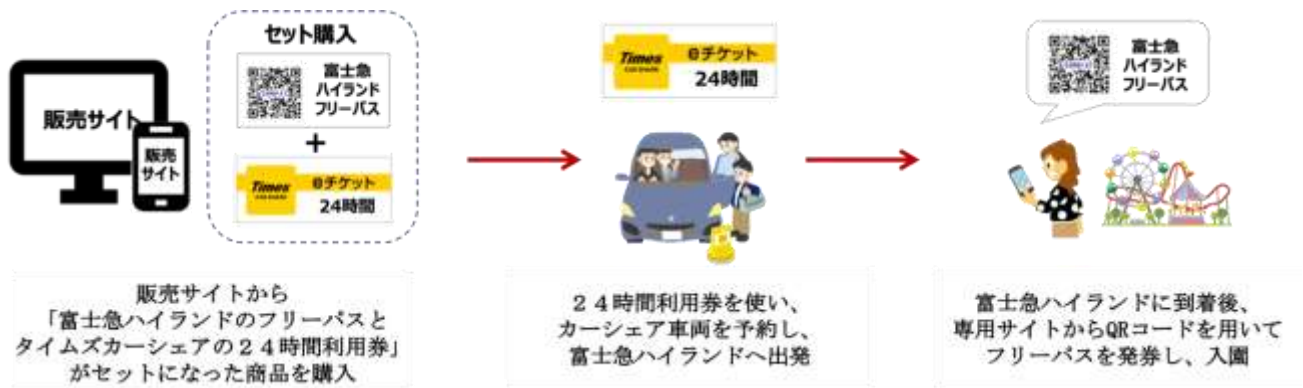 セット購入
販売サイト
販売
サイト
富士急
ハイランド
フリーパス
+
Times
CAR SHARE
eチケット
24時間
Times
CAR SHARE
eチケット
24時間
富士急
ハイランド
フリーパス
販売サイトから
「富士急ハイランドのフリーパスと
タイムズカーシェアの２４時間利用券」
がセットになった商品を購入
２４時間利用券を使い、
カーシェア車両を予約し、
富士急ハイランドへ出発
富士急ハイランドに到着後、
専用サイトからQRコードを用いて
フリーパスを発券し、入園